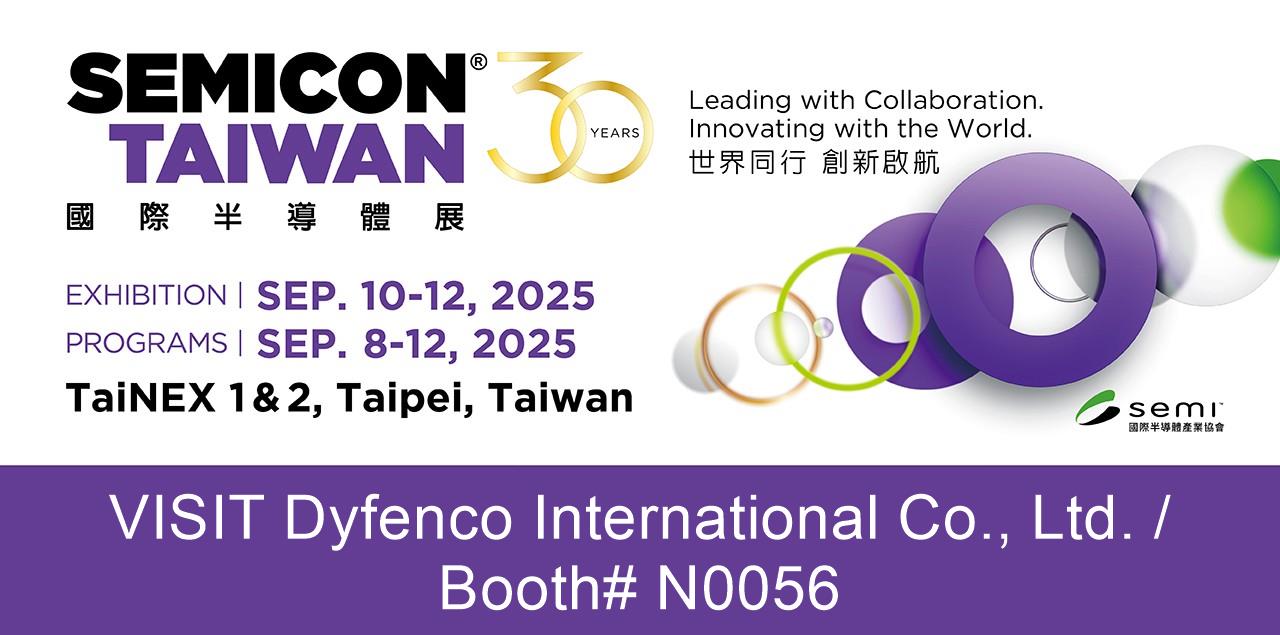 SEMICON®
TAIWAN
30 YEARS
國際半導體展
Leading with Collaboration.
Innovating with the World.
世界同行 創新啟航
EXHIBITION | SEP. 10-12, 2025
PROGRAMS | SEP. 8-12, 2025
TaiNEX 1&2, Taipei, Taiwan
semi™
國際半導體產業協會
VISIT Dyfenco International Co., Ltd. /
Booth# N0056